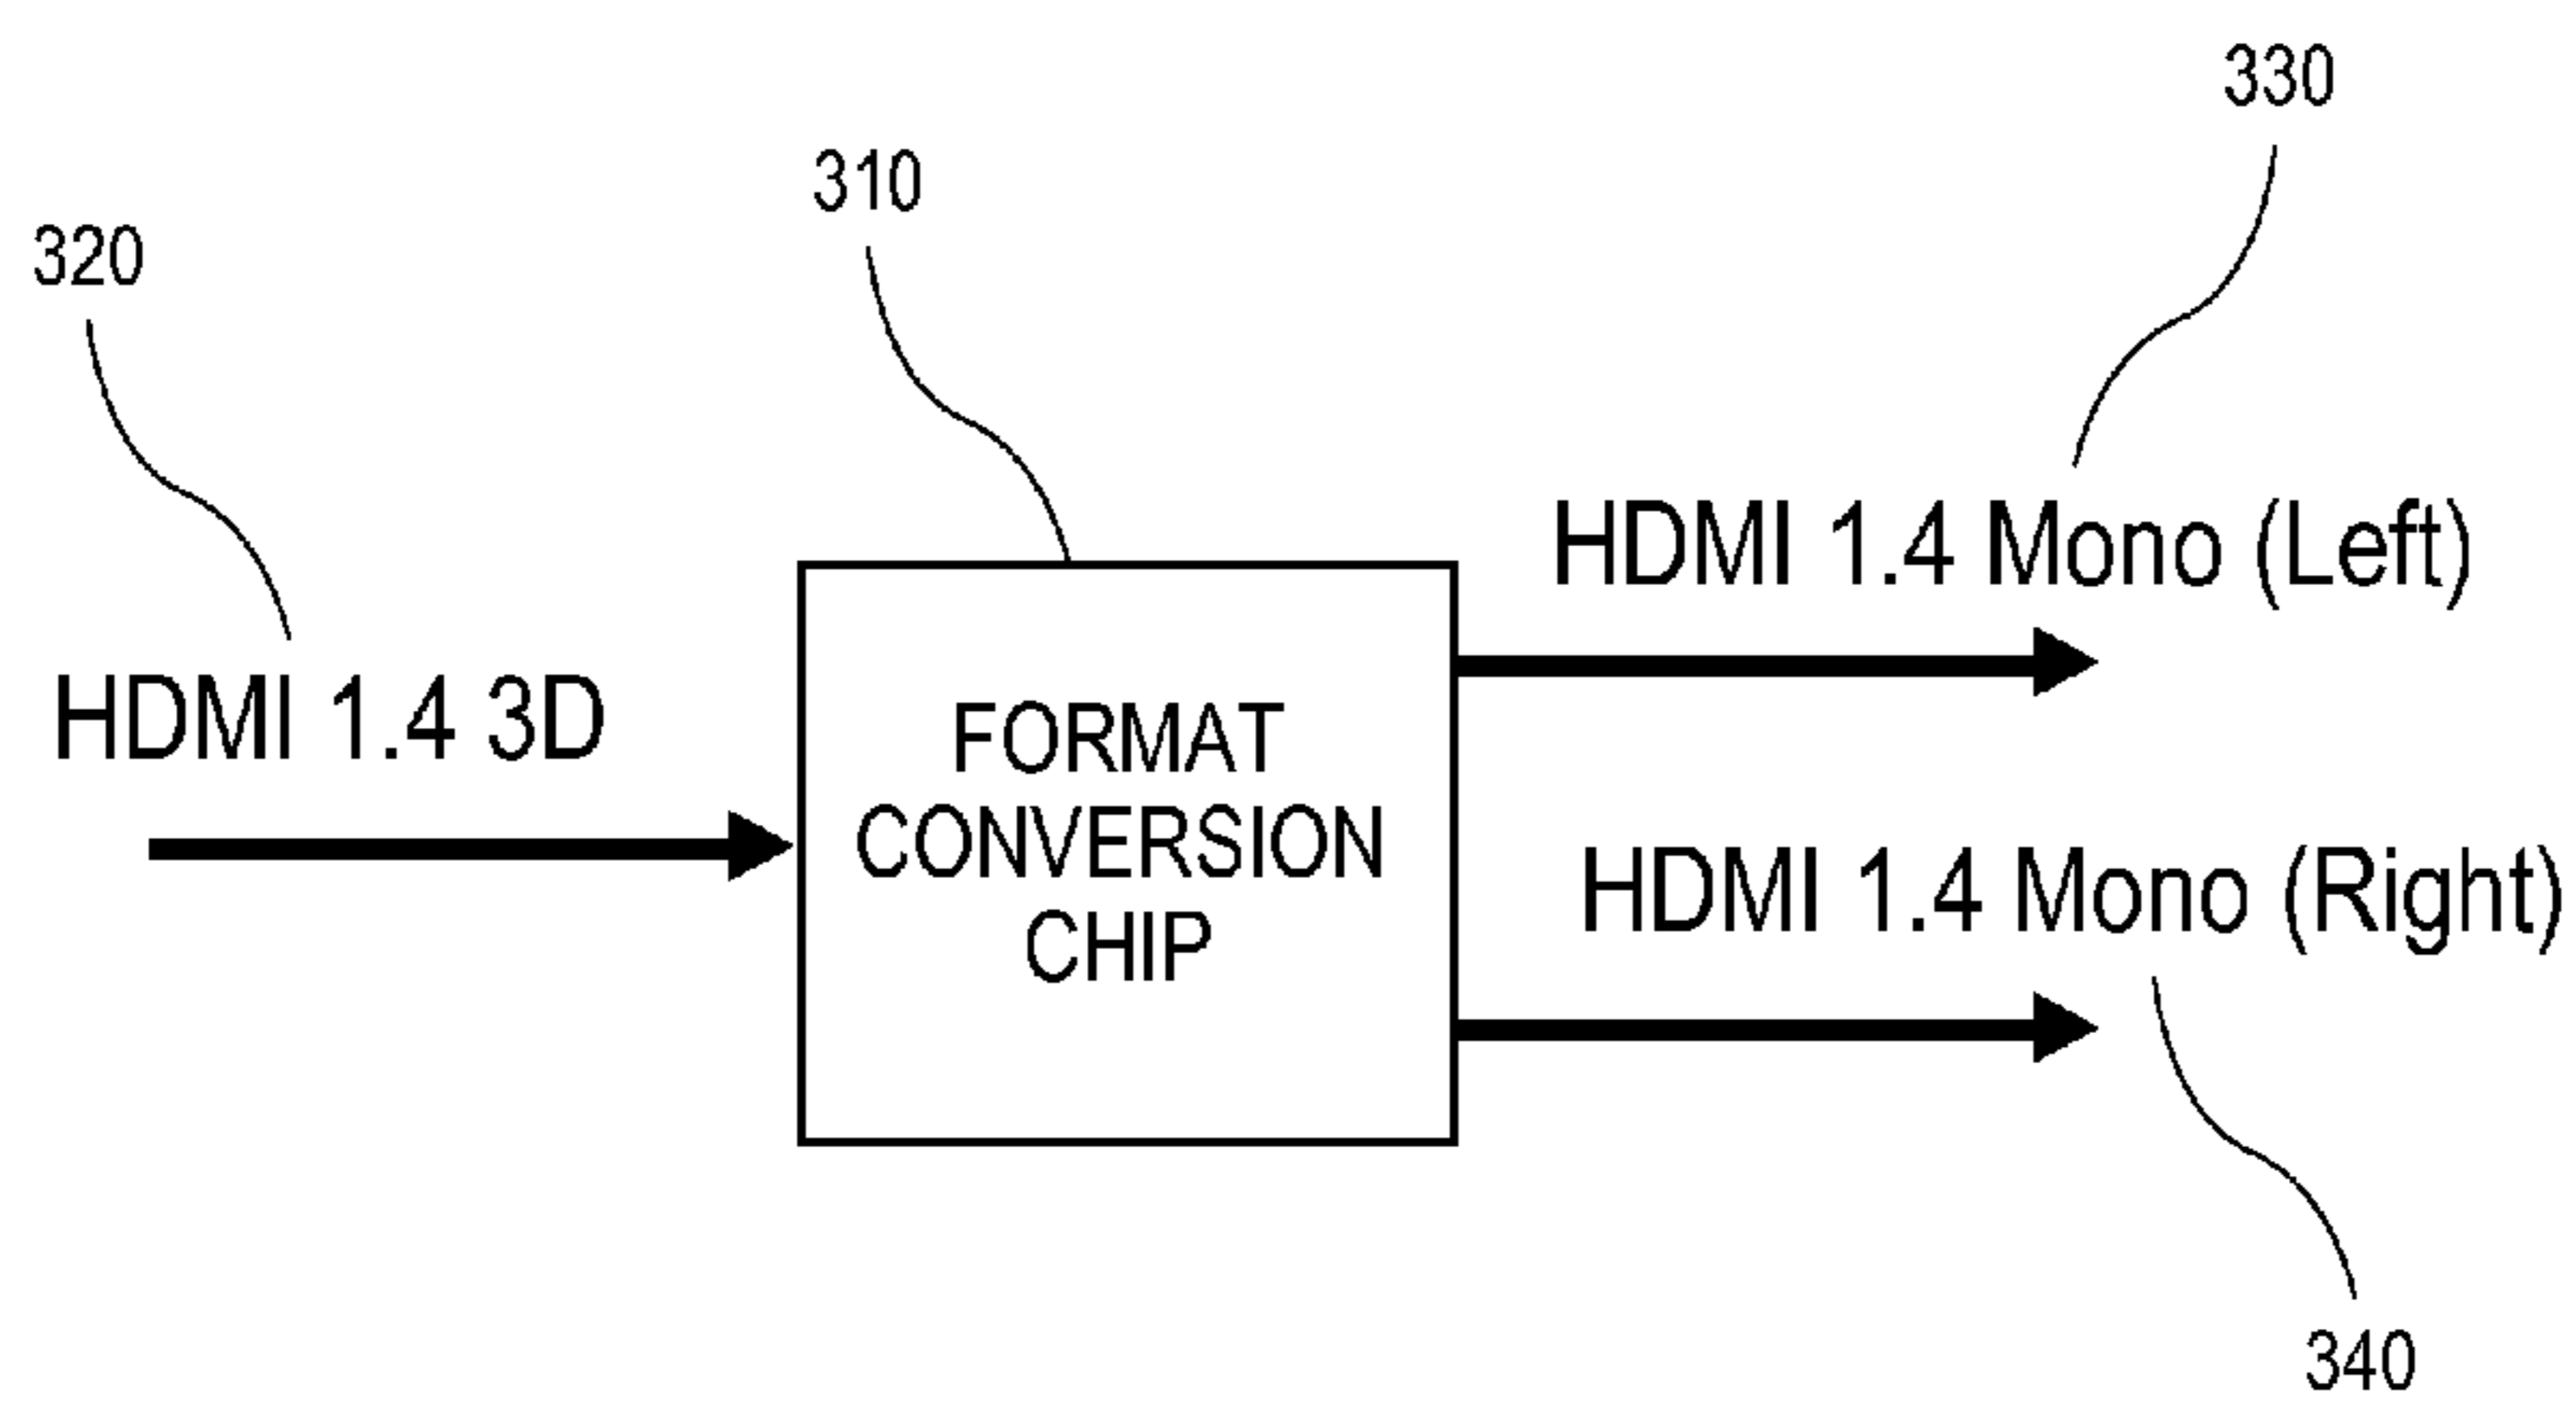 330
310
320
HDMI 1.4 Mono (Left)
HDMI 1.4 3D
FORMAT
CONVERSION
CHIP
HDMI 1.4 Mono (Right)
340